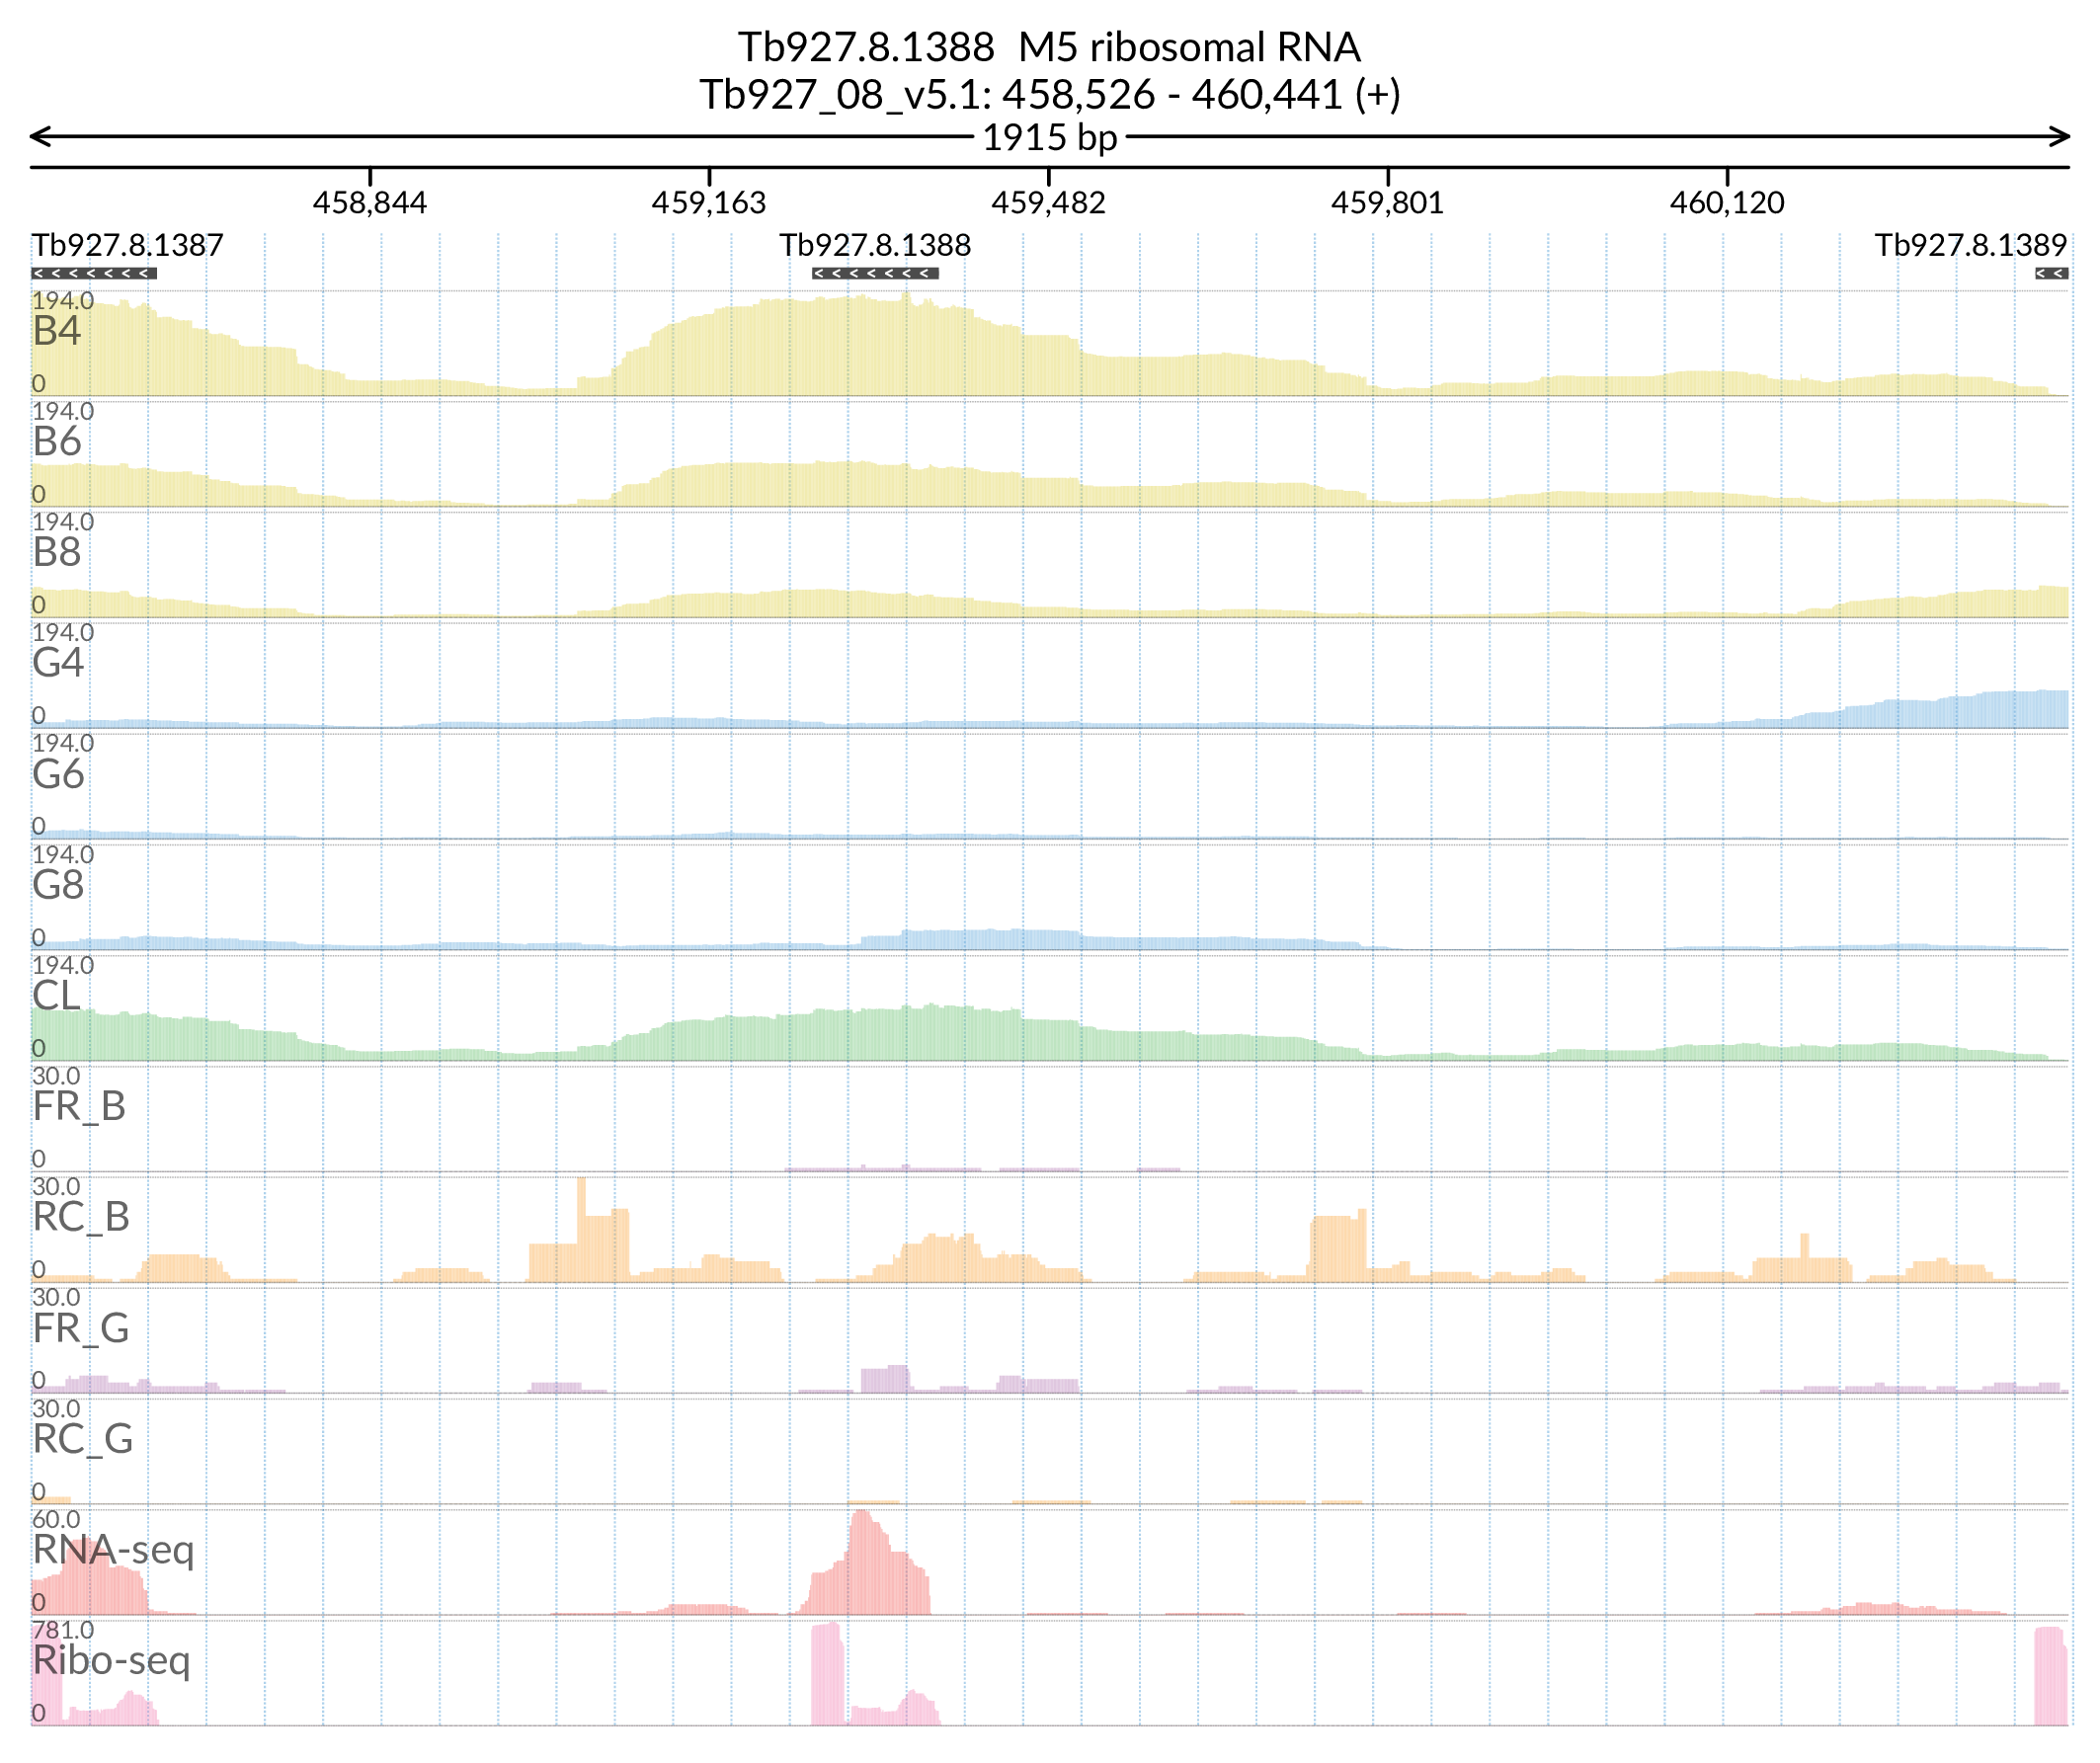 Tb927.8.1388  M5 ribosomal RNA
Tb927_08_v5.1: 458,526 - 460,441 (+)
1915 bp
458,844 459,163 459,482 459,801 460,120
Tb927.8.1387 Tb927.8.1388 Tb927.8.1389
194.0
B4
0
194.0
B6
0
194.0
B8
0
194.0
G4
0
194.0
G6
0
194.0
G8
0
194.0
CL
0
30.0
FR_B
0
30.0
RC_B
0
30.0
FR_G
0
30.0
RC_G
0
60.0
RNA-seq
0
781.0
Ribo-seq
0